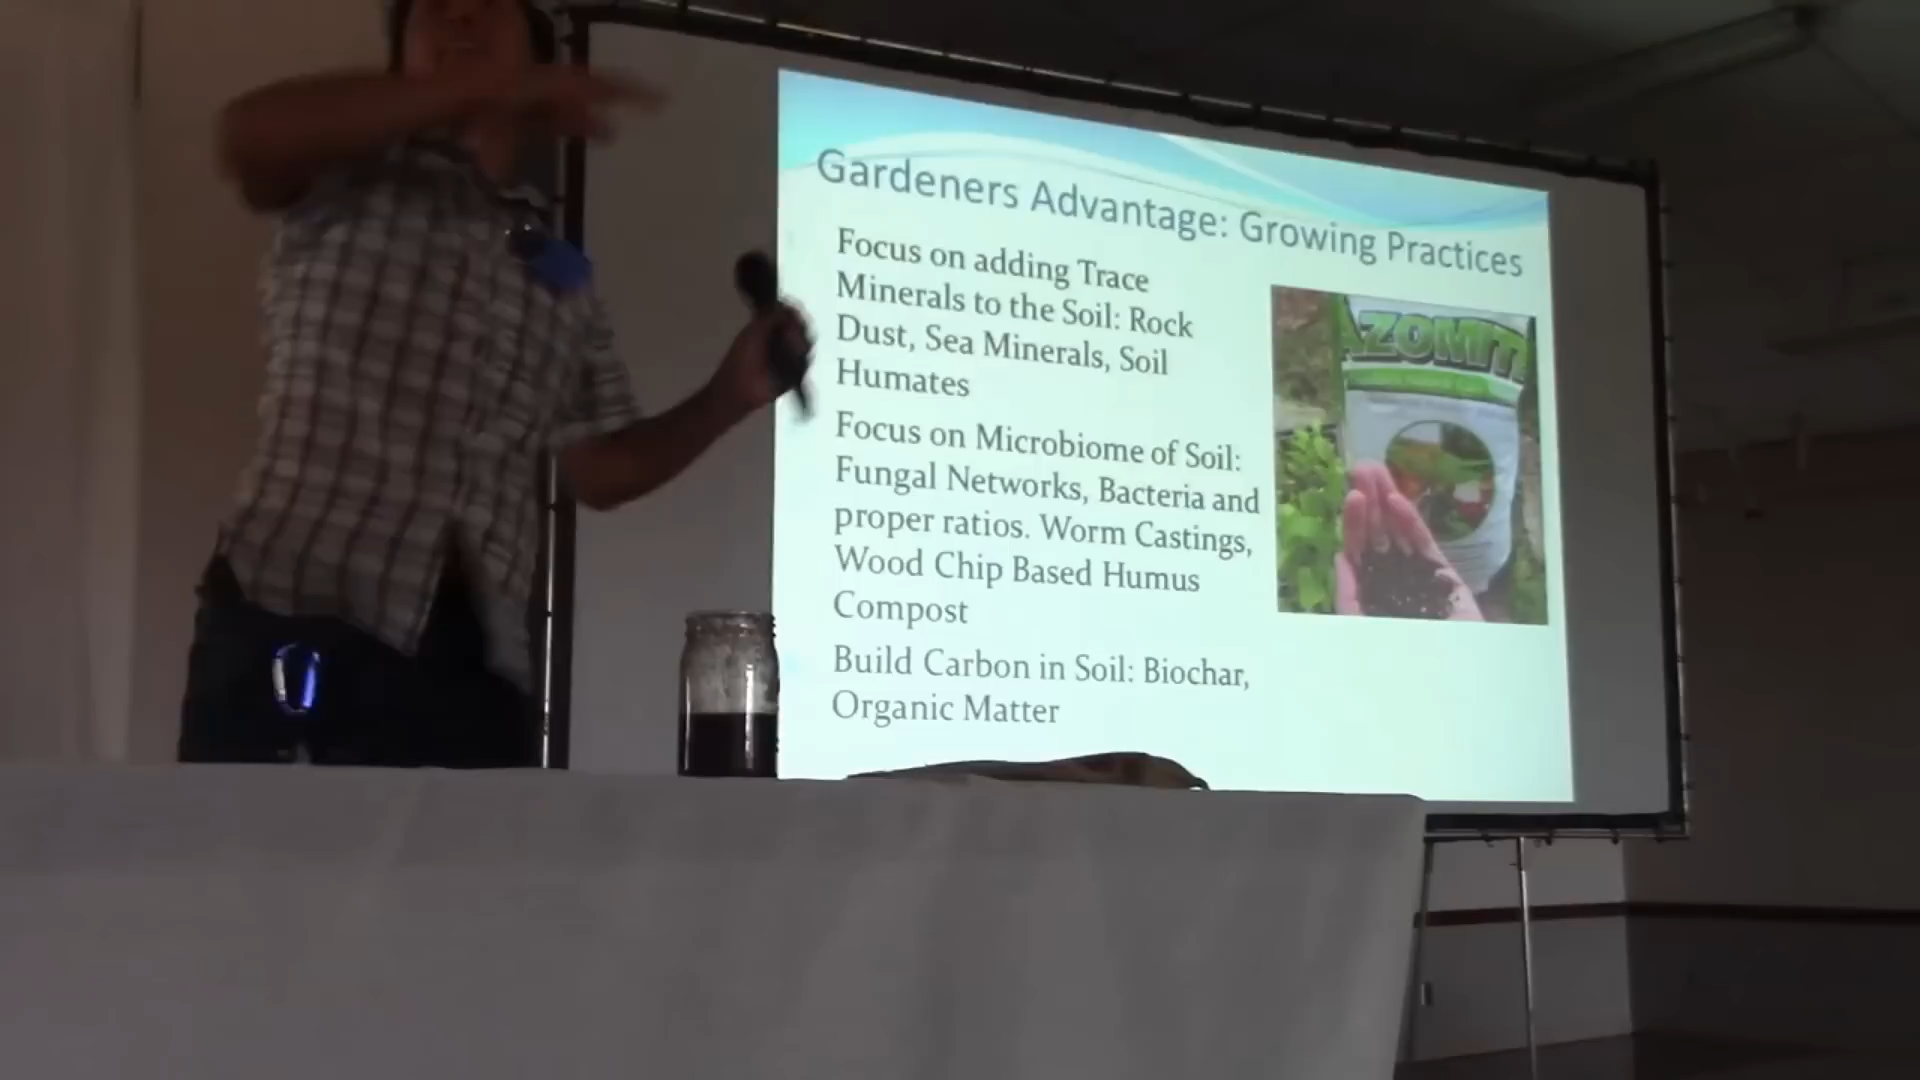 Gardeners Advantage: Growing Practices
Focus on adding Trace
Minerals to the Soil: Rock
Dust, Sea Minerals, Soil
Humates
Focus on Microbiome of Soil:
Fungal Networks, Bacteria and
proper ratios. Worm Castings,
Wood Chip Based Humus
Compost
Build Carbon in Soil: Biochar,
Organic Matter
AZOMIT